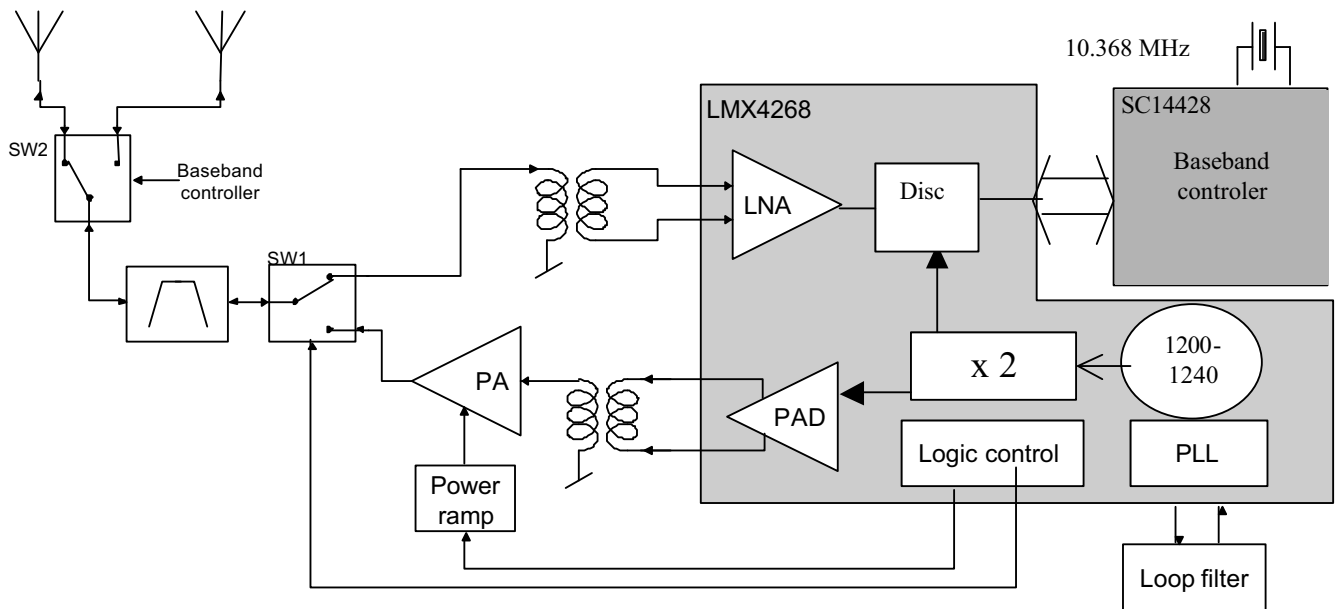 10.368 MHz
LMX4268
SC14428
SW2
Baseband
controller
Baseband
controler
LNA
Disc
SW1
1200-
1240
x 2
PA
PAD
Logic control
PLL
Power
ramp
Loop filter